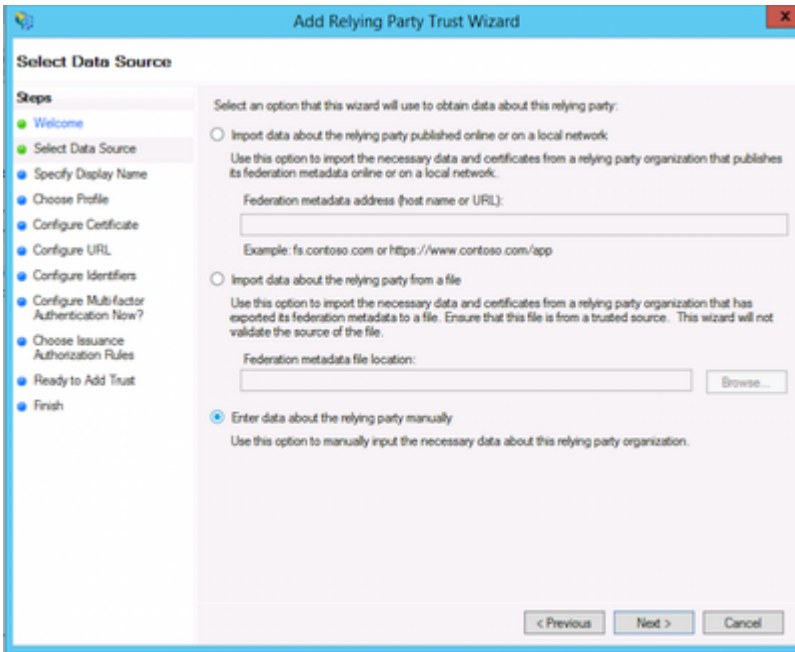 Add Relying Party Trust Wizard
x
Select Data Source
Steps
Welcome
Select Data Source
Specify Display Name
Choose Profile
Configure Certificate
Configure URL
Configure Identifiers
Configure Multi-factor
Authentication Now?
Choose Issuance
Authorization Rules
Ready to Add Trust
Finish
Select an option that this wizard will use to obtain data about this relying party:
Import data about the relying party published online or on a local network
Use this option to import the necessary data and certificates from a relying party organization that publishes
its federation metadata online or on a local network.
Federation metadata address (host name or URL):
Example: fs.contoso.com or https://www.contoso.com/app
Import data about the relying party from a file
Use this option to import the necessary data and certificates from a relying party organization that has
exported its federation metadata to a file. Ensure that this file is from a trusted source. This wizard will not
validate the source of the file.
Federation metadata file location:
Browse...
Enter data about the relying party manually
Use this option to manually input the necessary data about this relying party organization.
< Previous
Next >
Cancel